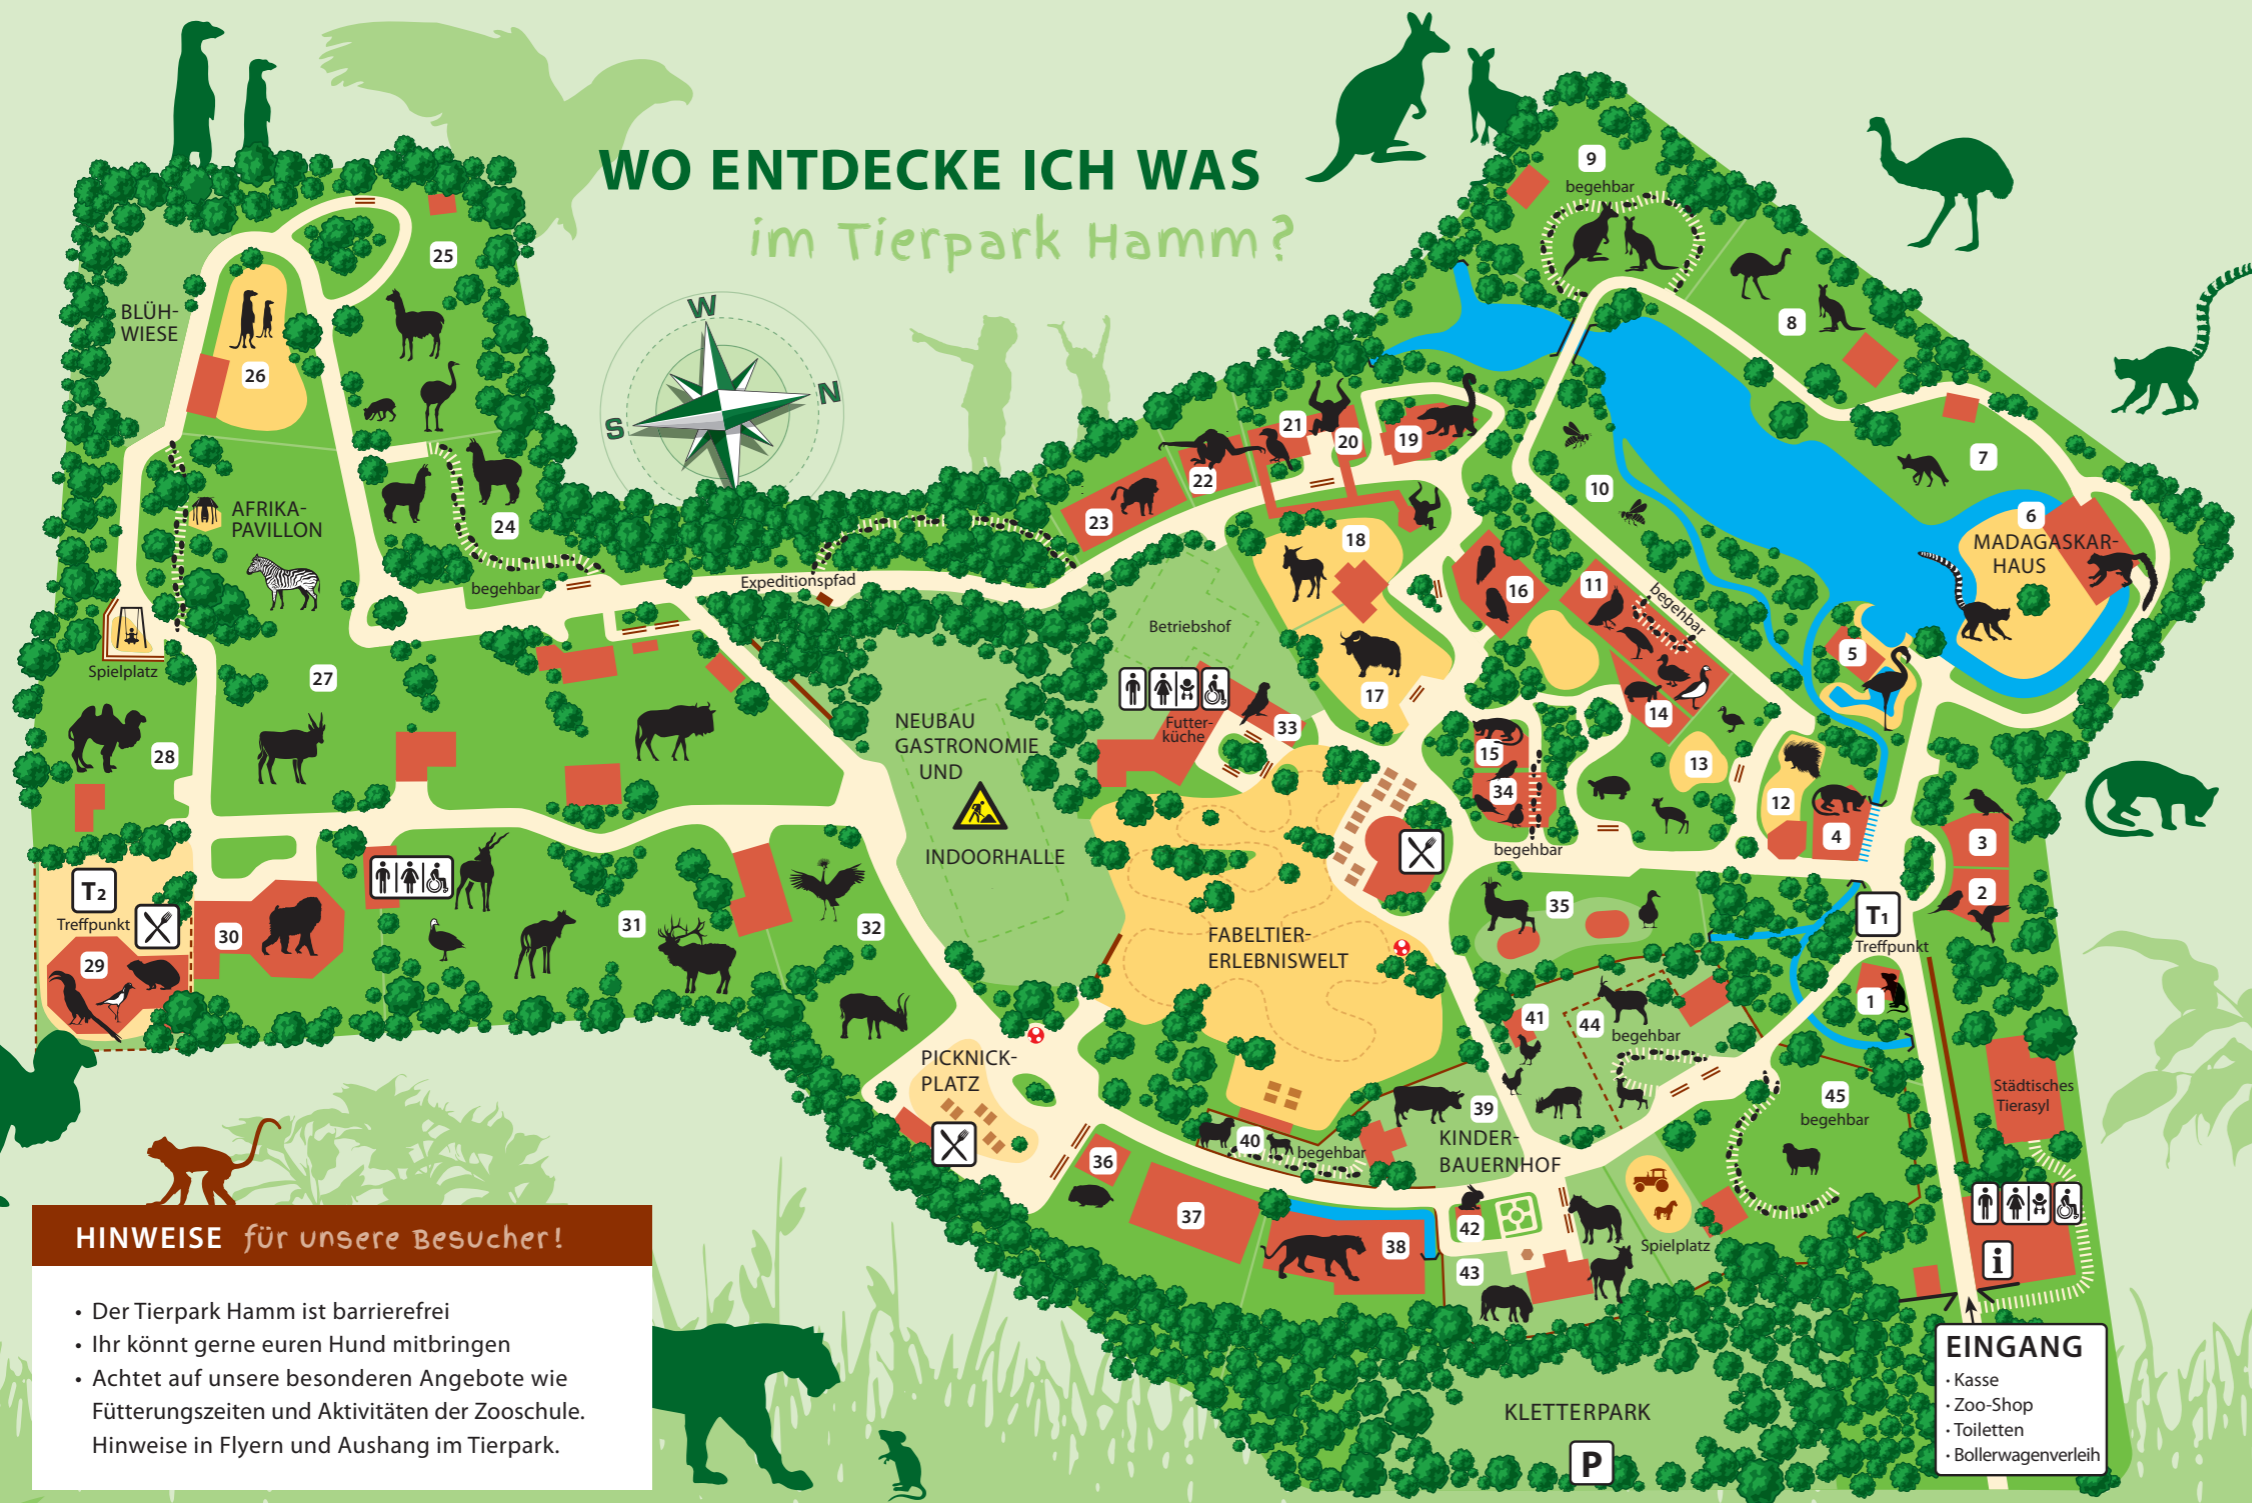 WO ENTDECKE ICH WAS
im Tierpark Hamm?
W
N
S
9
begehbar
8
25
BLÜH-
WIESE
26
7
21
20
19
22
23
10
6
MADAGASKAR-
HAUS
AFRIKA-
PAVILLON
24
begehbar
Expeditionspfad
18
16
11
begehbar
Betriebshof
5
Spielplatz
27
17
14
28
NEUBAU
GASTRONOMIE
UND
INDOORHALLE
Futter-
küche
33
15
13
34
12
4
3
begehbar
2
T2
Treffpunkt
29
30
31
32
FABELTIER-
ERLEBNISWELT
35
T1
Treffpunkt
1
41
44
begehbar
PICKNICK-
PLATZ
39
KINDER-
BAUERNHOF
45
begehbar
Städtisches
Tierasyl
40
begehbar
36
37
38
42
43
Spielplatz
i
HINWEISE für unsere Besucher!
• Der Tierpark Hamm ist barrierefrei
• Ihr könnt gerne euren Hund mitbringen
• Achtet auf unsere besonderen Angebote wie
Fütterungszeiten und Aktivitäten der Zooschule.
Hinweise in Flyern und Aushang im Tierpark.
KLETTERPARK
P
EINGANG
· Kasse
· Zoo-Shop
· Toiletten
· Bollerwagenverleih